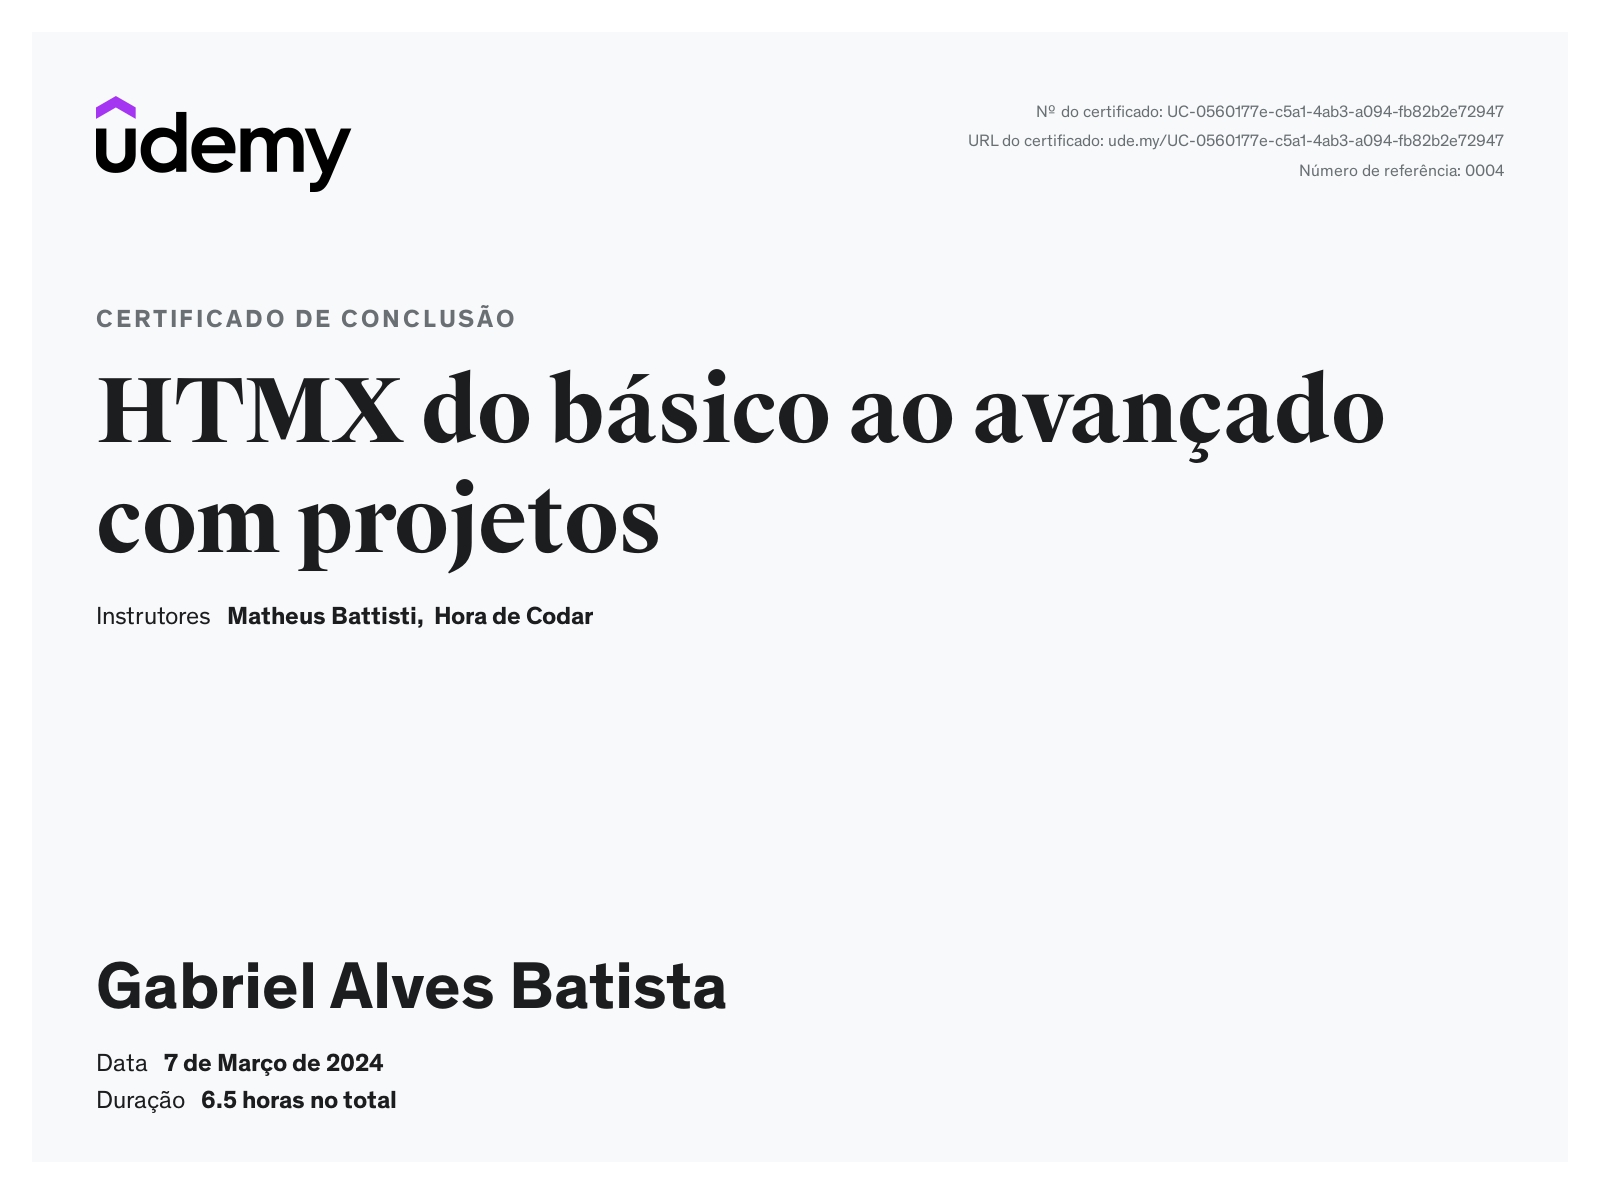 udemy
Nº do certificado: UC-0560177e-c5a1-4ab3-a094-fb82b2e72947
URL do certificado: ude.my/UC-0560177e-c5a1-4ab3-a094-fb82b2e72947
Número de referência: 0004
CERTIFICADO DE CONCLUSÃO
HTMX do básico ao avançado
com projetos
Instrutores Matheus Battisti, Hora de Codar
Gabriel Alves Batista
Data 7 de Março de 2024
Duração 6.5 horas no total